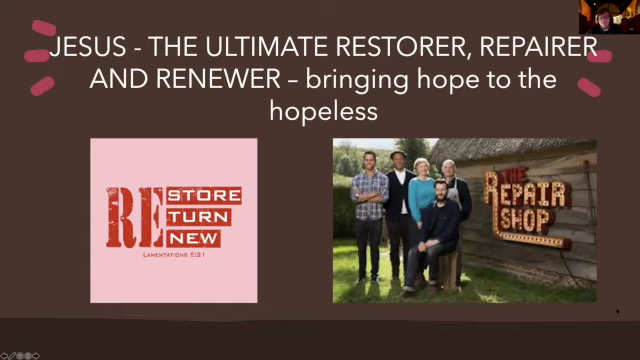 JESUS - THE ULTIMATE RESTORER, REPAIRER
AND RENEWER – bringing hope to the
hopeless
RE
STORE
TURN
NEW
LAMENTATIONS 5:21
THE
REPAIR
SHOP